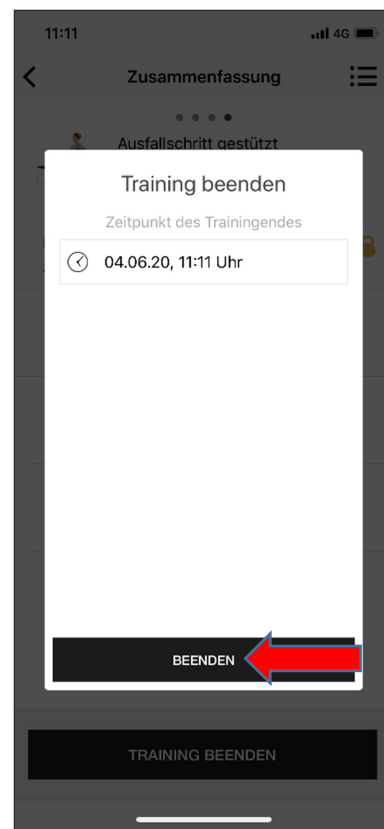 11:11
4G
Zusammenfassung
Ausfallschritt gestützt
Training beenden
Zeitpunkt des Trainingendes
04.06.20, 11:11 Uhr
BEENDEN
TRAINING BEENDEN